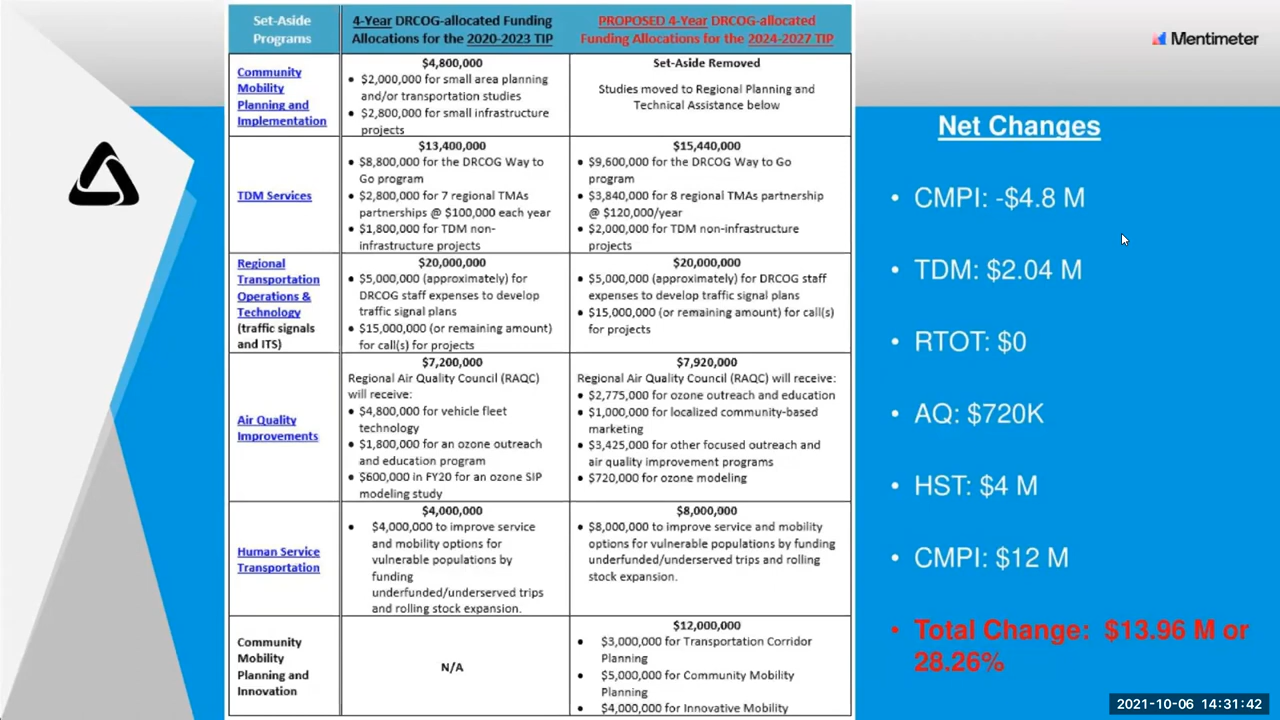 Set-Aside
Programs
4-Year DRCOG-allocated Funding
Allocations for the 2020-2023 TIP
PROPOSED 4-Year DRCOG-allocated
Funding Allocations for the 2024-2027 TIP
Community
Mobility
Planning and
Implementation
$4,800,000
• $2,000,000 for small area planning
and/or transportation studies
• $2,800,000 for small infrastructure
projects
Set-Aside Removed
Studies moved to Regional Planning and
Technical Assistance below
TDM Services
$13,400,000
• $8,800,000 for the DRCOG Way to
Go program
• $2,800,000 for 7 regional TMAs
partnerships @ $100,000 each year
• $1,800,000 for TDM non-
infrastructure projects
$15,440,000
• $9,600,000 for the DRCOG Way to Go
program
• $3,840,000 for 8 regional TMAs partnership
@ $120,000/year
• $2,000,000 for TDM non-infrastructure
projects
Regional
Transportation
Operations &
Technology
(traffic signals
and ITS)
$20,000,000
• $5,000,000 (approximately) for
DRCOG staff expenses to develop
traffic signal plans
• $15,000,000 (or remaining amount)
for call(s) for projects
$20,000,000
• $5,000,000 (approximately) for DRCOG staff
expenses to develop traffic signal plans
• $15,000,000 (or remaining amount) for call(s)
for projects
Air Quality
Improvements
$7,200,000
Regional Air Quality Council (RAQC)
will receive:
• $4,800,000 for vehicle fleet
technology
• $1,800,000 for an ozone outreach
and education program
• $600,000 in FY20 for an ozone SIP
modeling study
$7,920,000
Regional Air Quality Council (RAQC) will receive:
• $2,775,000 for ozone outreach and education
• $1,000,000 for localized community-based
marketing
• $3,425,000 for other focused outreach and
air quality improvement programs
• $720,000 for ozone modeling
Human Service
Transportation
$4,000,000
• $4,000,000 to improve service
and mobility options for
vulnerable populations by
funding
underfunded/underserved trips
and rolling stock expansion.
$8,000,000
• $8,000,000 to improve service and mobility
options for vulnerable populations by funding
underfunded/underserved trips and rolling
stock expansion.
Community
Mobility
Planning and
Innovation
N/A
$12,000,000
• $3,000,000 for Transportation Corridor
Planning
• $5,000,000 for Community Mobility
Planning
• $4,000,000 for Innovative Mobility
Mentimeter
Net Changes
• CMPI: -$4.8 M
• TDM: $2.04 M
• RTOT: $0
• AQ: $720K
• HST: $4 M
• CMPI: $12 M
• Total Change: $13.96 M or
28.26%
2021-10-06 14:31:42